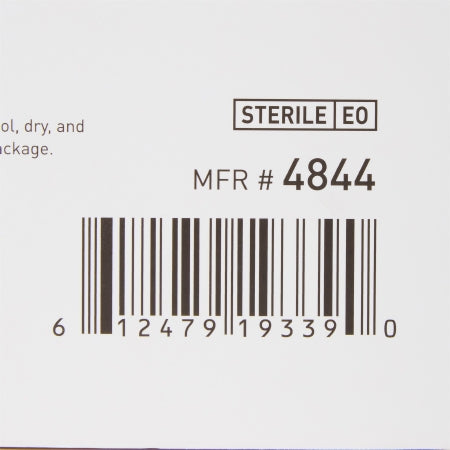 STERILE EO
ol, dry, and
ackage.
MFR # 4844
6 12479 19339 0